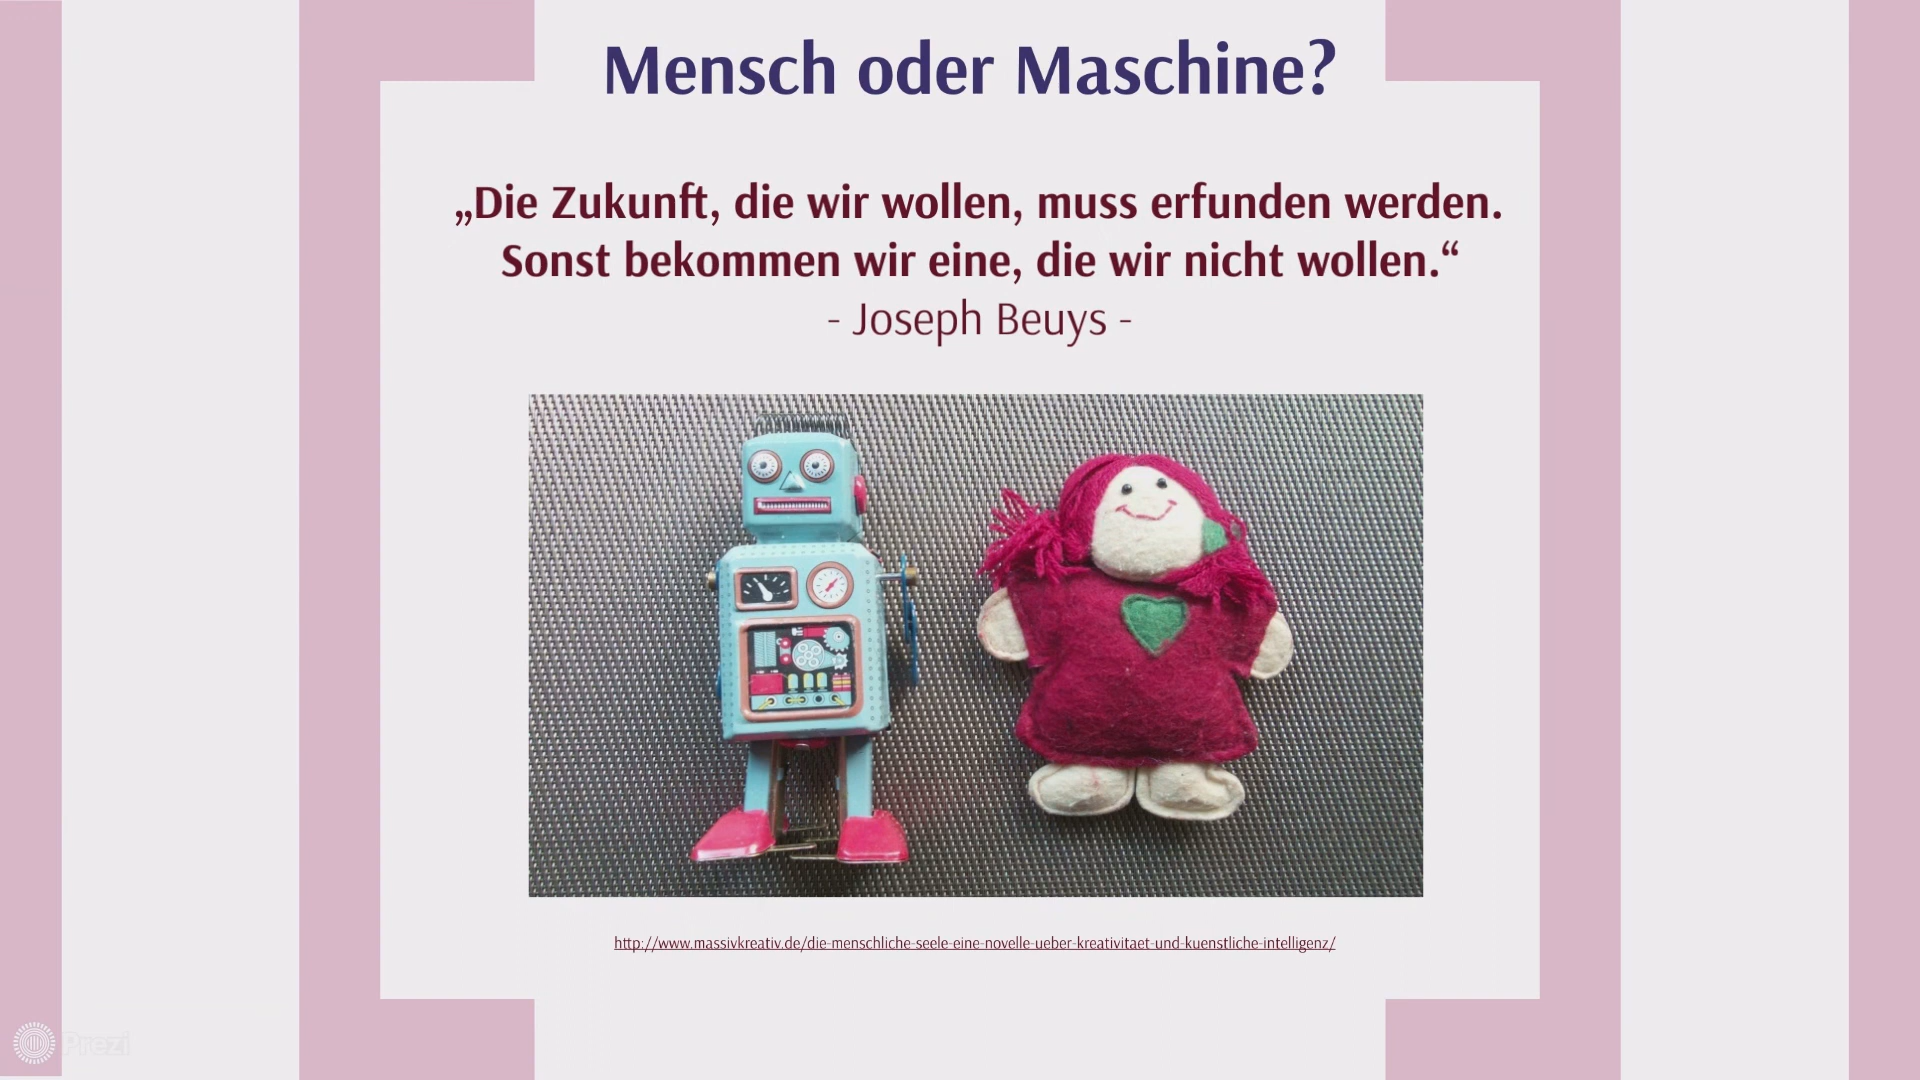 Mensch oder Maschine?
„Die Zukunft, die wir wollen, muss erfunden werden.
Sonst bekommen wir eine, die wir nicht wollen.“
- Joseph Beuys -
http://www.massivkreativ.de/die-menschliche-seele-eine-novelle-ueber-kreativitaet-und-kuenstliche-intelligenz/
Prezi